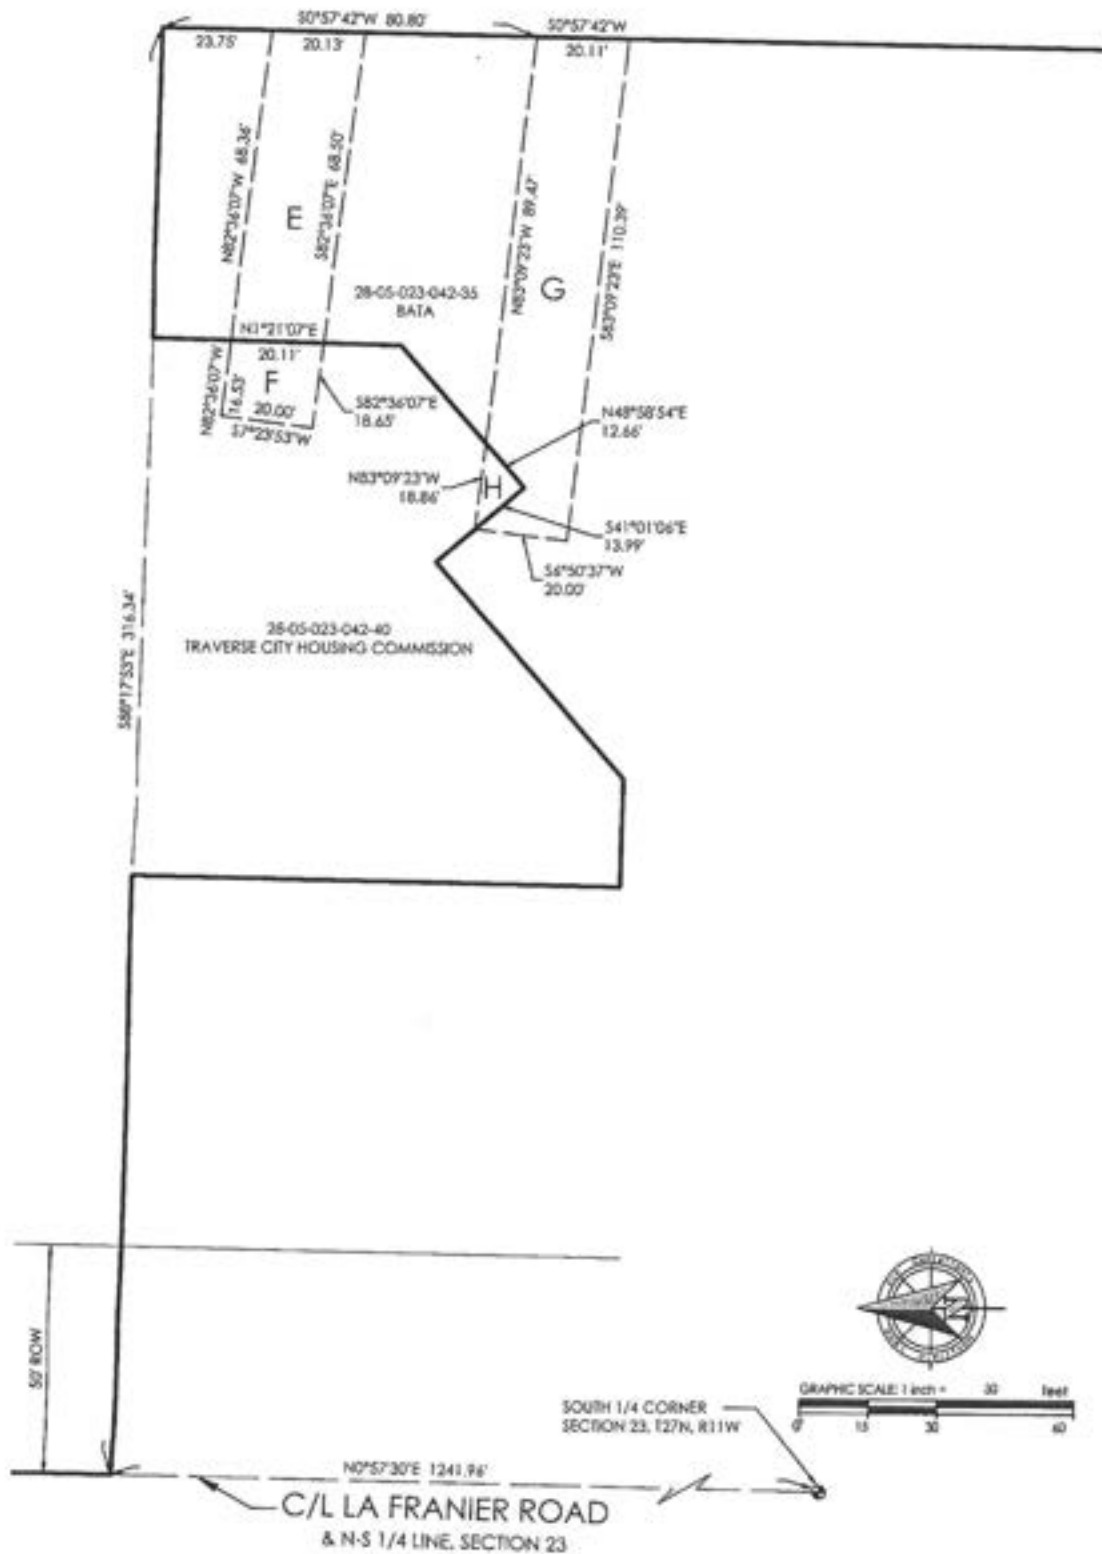 S0°57'42"W 80.80'
S0°57'42"W
23.75'
20.13'
20.11'
N82°36'07"W 68.36'
S82°36'07"E 68.50'
E
N83°09'23"W 89.47'
G
S83°09'23"E 110.39'
28-05-023-042-35
BATA
N1°21'07"E
20.11'
F
N82°36'07"W
16.53'
20.00'
S7°23'53"W
S82°36'07"E
18.65'
N48°58'54"E
12.66'
N83°09'23"W
18.86'
H
S41°01'06"E
13.99'
S6°50'37"W
20.00'
28-05-023-042-40
TRAVERSE CITY HOUSING COMMISSION
316.34'
50' ROW
GRAPHIC SCALE: 1 inch = 30 feet
0 15 30 60
SOUTH 1/4 CORNER
SECTION 23, T27N, R11W
N0°57'30"E 1241.96'
C/L LA FRANIER ROAD
& N-S 1/4 LINE, SECTION 23